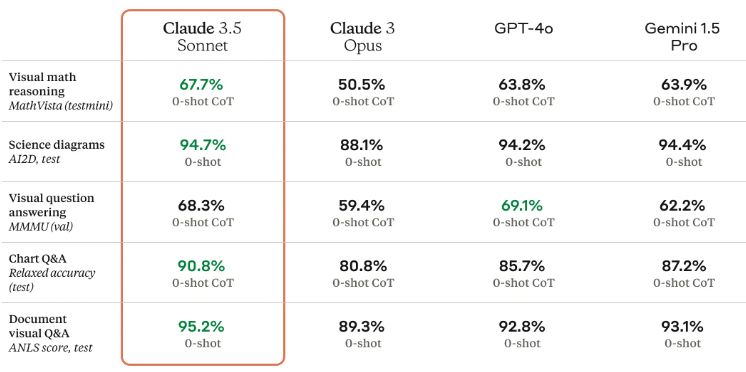 Claude 3.5 Sonnet
Claude 3 Opus
GPT-4o
Gemini 1.5 Pro
Visual math reasoning
MathVista (testmini)
67.7% 50.5% 63.8% 63.9%
0-shot CoT 0-shot CoT 0-shot CoT 0-shot CoT
Science diagrams
AI2D, test
94.7% 88.1% 94.2% 94.4%
0-shot 0-shot 0-shot 0-shot
Visual question answering
MMMU (val)
68.3% 59.4% 69.1% 62.2%
0-shot CoT 0-shot CoT 0-shot CoT 0-shot CoT
Chart Q&A
Relaxed accuracy (test)
90.8% 80.8% 85.7% 87.2%
0-shot CoT 0-shot CoT 0-shot CoT 0-shot CoT
Document visual Q&A
ANLS score, test
95.2% 89.3% 92.8% 93.1%
0-shot 0-shot 0-shot 0-shot